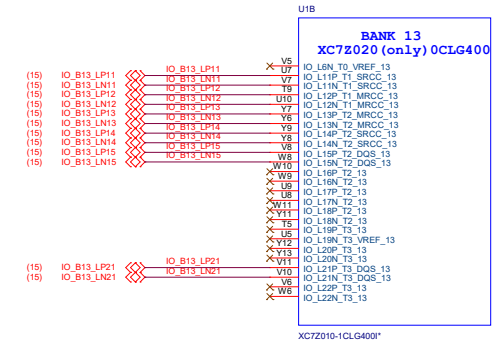 U1B
BANK 13
XC7Z020(only)0CLG400
V5 IO_L6N_T0_VREF_13
(15) IO_B13_LP11 IO_B13_LP11 U7 IO_L11P_T1_SRCC_13
(15) IO_B13_LN11 IO_B13_LN11 V7 IO_L11N_T1_SRCC_13
(15) IO_B13_LP12 IO_B13_LP12 T9 IO_L12P_T1_MRCC_13
(15) IO_B13_LN12 IO_B13_LN12 U10 IO_L12N_T1_MRCC_13
(15) IO_B13_LP13 IO_B13_LP13 Y7 IO_L13P_T2_MRCC_13
(15) IO_B13_LN13 IO_B13_LN13 Y6 IO_L13N_T2_MRCC_13
(15) IO_B13_LP14 IO_B13_LP14 Y9 IO_L14P_T2_SRCC_13
(15) IO_B13_LN14 IO_B13_LN14 Y8 IO_L14N_T2_SRCC_13
(15) IO_B13_LP15 IO_B13_LP15 V8 IO_L15P_T2_DQS_13
(15) IO_B13_LN15 IO_B13_LN15 W8 IO_L15N_T2_DQS_13
W10 IO_L16P_T2_13
W9 IO_L16N_T2_13
U9 IO_L17P_T2_13
U8 IO_L17N_T2_13
W11 IO_L18P_T2_13
Y11 IO_L18N_T2_13
T5 IO_L19P_T3_13
U5 IO_L19N_T3_VREF_13
Y12 IO_L20P_T3_13
Y13 IO_L20N_T3_13
(15) IO_B13_LP21 IO_B13_LP21 V11 IO_L21P_T3_DQS_13
(15) IO_B13_LN21 IO_B13_LN21 V10 IO_L21N_T3_DQS_13
V6 IO_L22P_T3_13
W6 IO_L22N_T3_13
XC7Z010-1CLG400I*